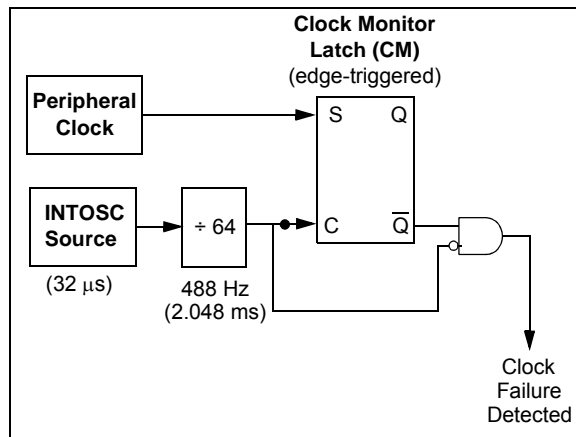 Clock Monitor
Latch (CM)
(edge-triggered)
Peripheral
Clock
S
Q
INTOSC
Source
÷ 64
C
Q̅
(32 μs)
488 Hz
(2.048 ms)
Clock
Failure
Detected